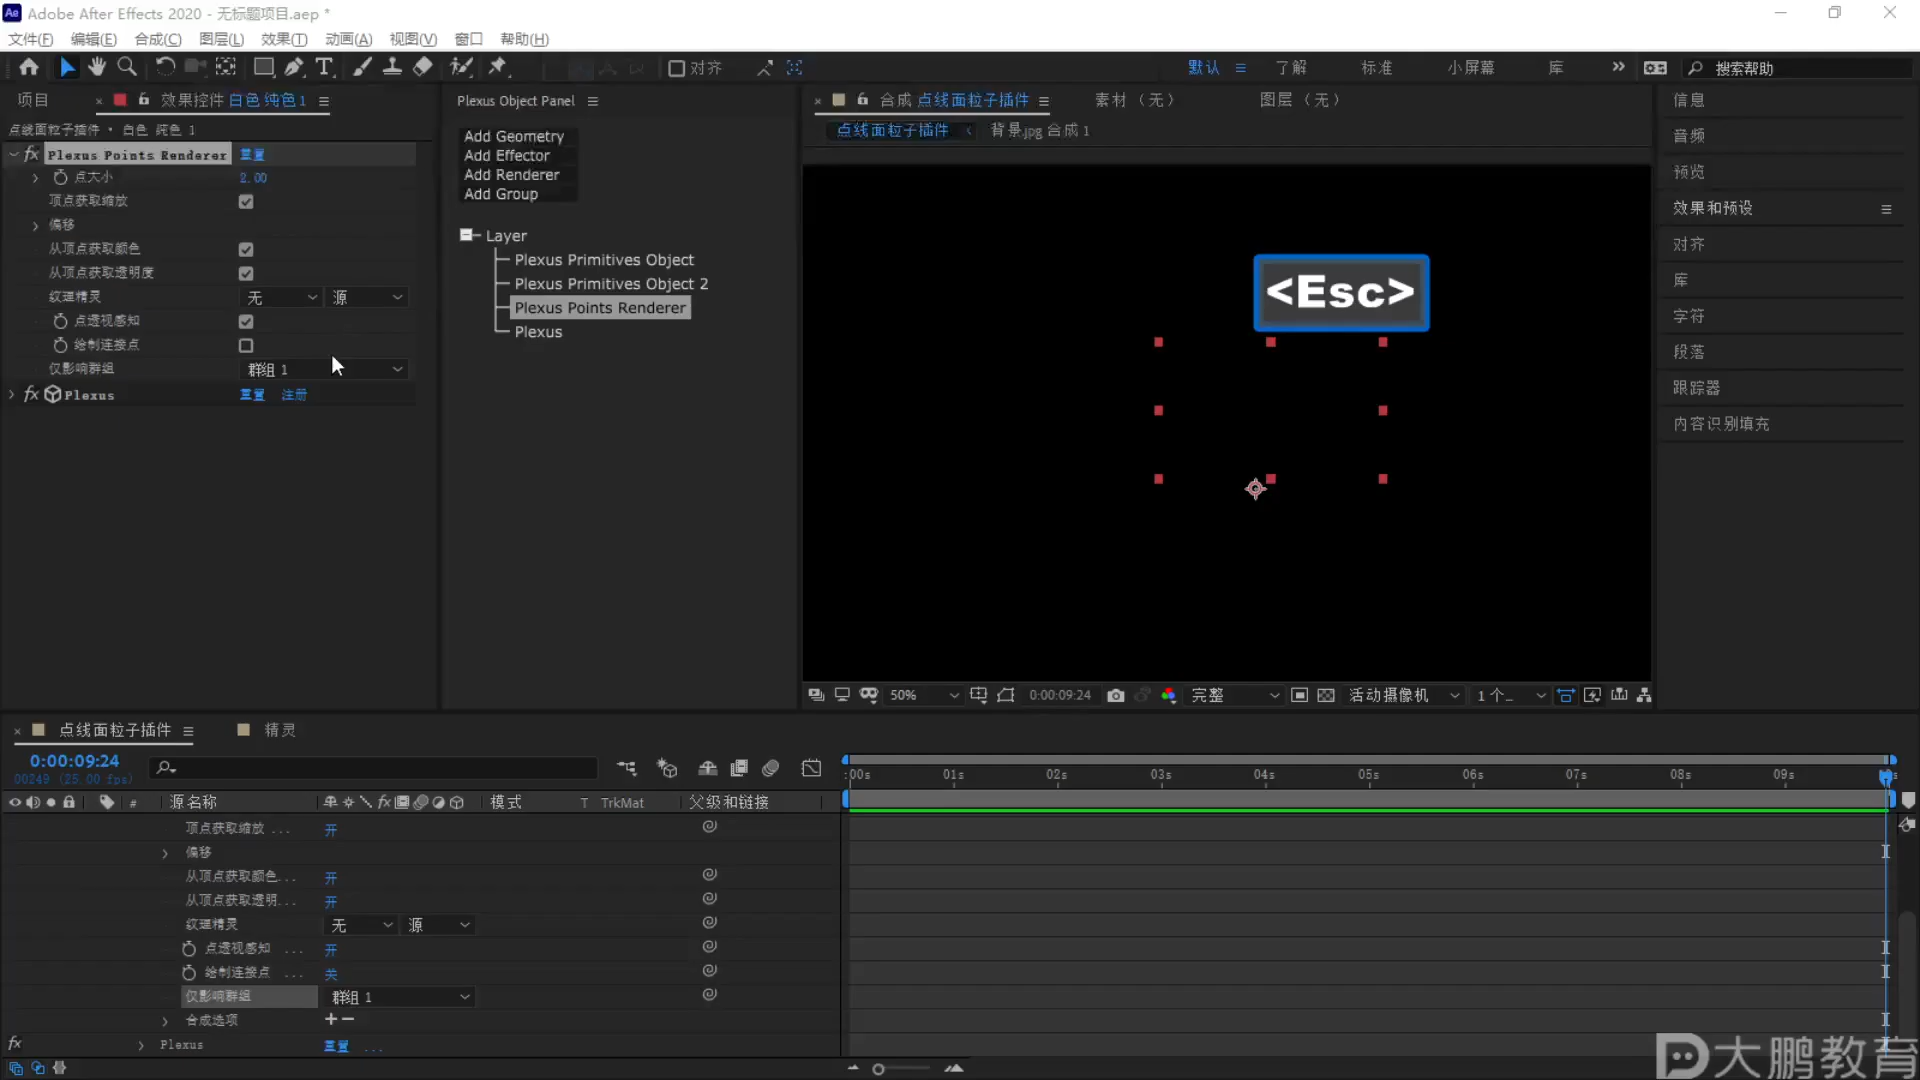 Adobe After Effects 2020 - 无标题项目.aep *
文件(F) 编辑(E) 合成(C) 图层(L) 效果(T) 动画(A) 视图(V) 窗口 帮助(H)
对齐 默认 了解 标准 小屏幕 库 搜索帮助
项目 效果控件 白色 纯色 1
点线面粒子插件 • 白色 纯色 1
fx Plexus Points Renderer 重置
点大小 2.00
顶点获取缩放
偏移
从顶点获取颜色
从顶点获取透明度
纹理精灵 无 源
点透视感知
绘制连接点
仅影响群组 群组 1
fx Plexus 重置 注册
Plexus Object Panel
Add Geometry
Add Effector
Add Renderer
Add Group
Layer
Plexus Primitives Object
Plexus Primitives Object 2
Plexus Points Renderer
Plexus
合成 点线面粒子插件 素材 （无） 图层 （无）
点线面粒子插件 背景.jpg 合成 1
<Esc>
50% 0:00:09:24 完整 活动摄像机 1 个...
信息
音频
预览
效果和预设
对齐
库
字符
段落
跟踪器
内容识别填充
点线面粒子插件 精灵
0:00:09:24
00249 (25.00 fps)
:00s 01s 02s 03s 04s 05s 06s 07s 08s 09s
# 源名称 fx 模式 T TrkMat 父级和链接
顶点获取缩放 ... 开
偏移
从顶点获取颜色... 开
从顶点获取透明... 开
纹理精灵 无 源
点透视感知 ... 开
绘制连接点 ... 关
仅影响群组 群组 1
合成选项 +−
fx Plexus 重置 ...
大鹏教育